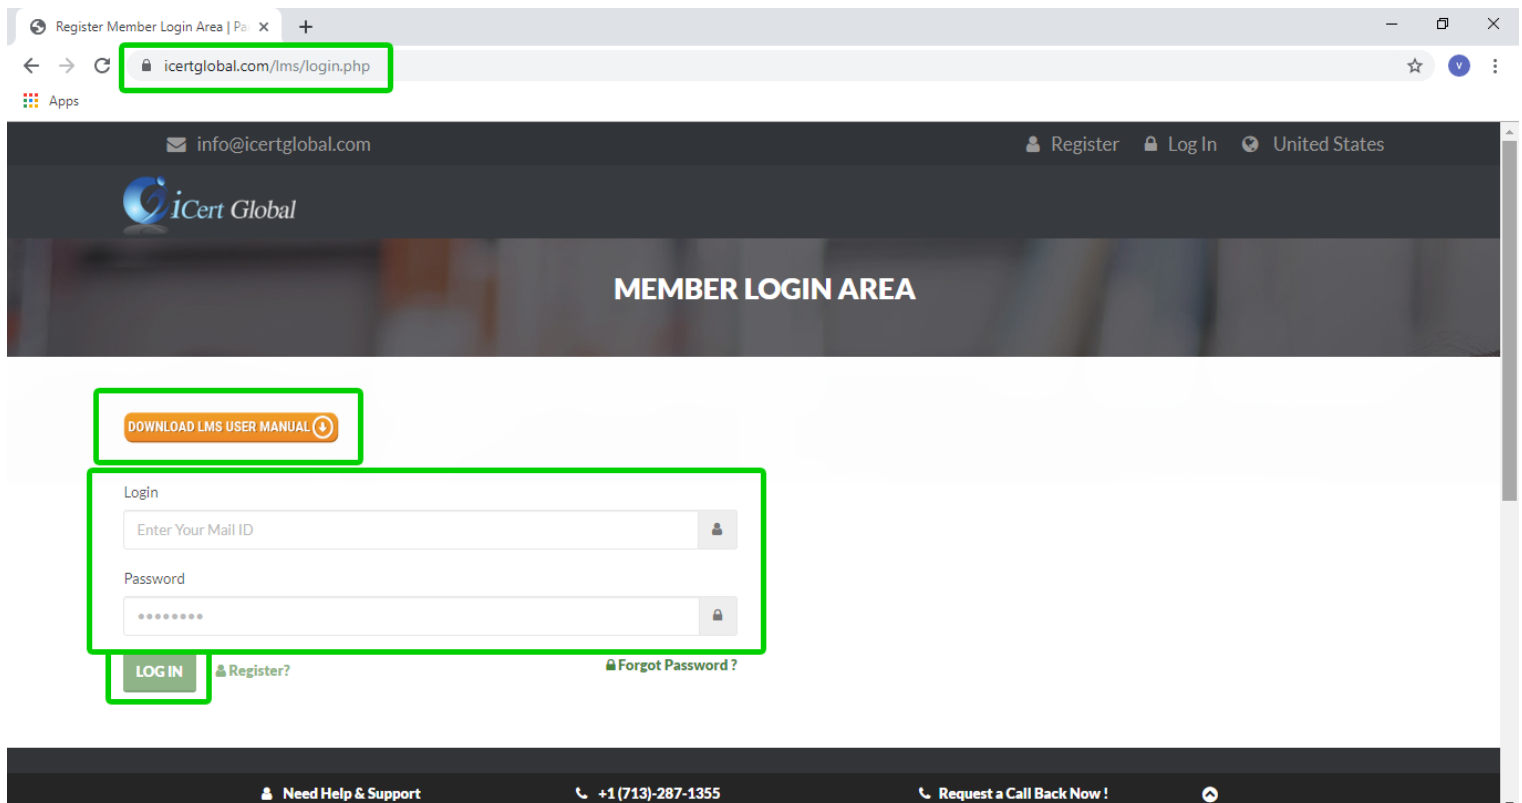 Register Member Login Area | Pa
icertglobal.com/lms/login.php
V
Apps
info@icertglobal.com
Register
Log In
United States
iCert Global
MEMBER LOGIN AREA
DOWNLOAD LMS USER MANUAL
Login
Enter Your Mail ID
Password
LOG IN
Register?
Forgot Password ?
Need Help & Support
+1 (713)-287-1355
Request a Call Back Now !